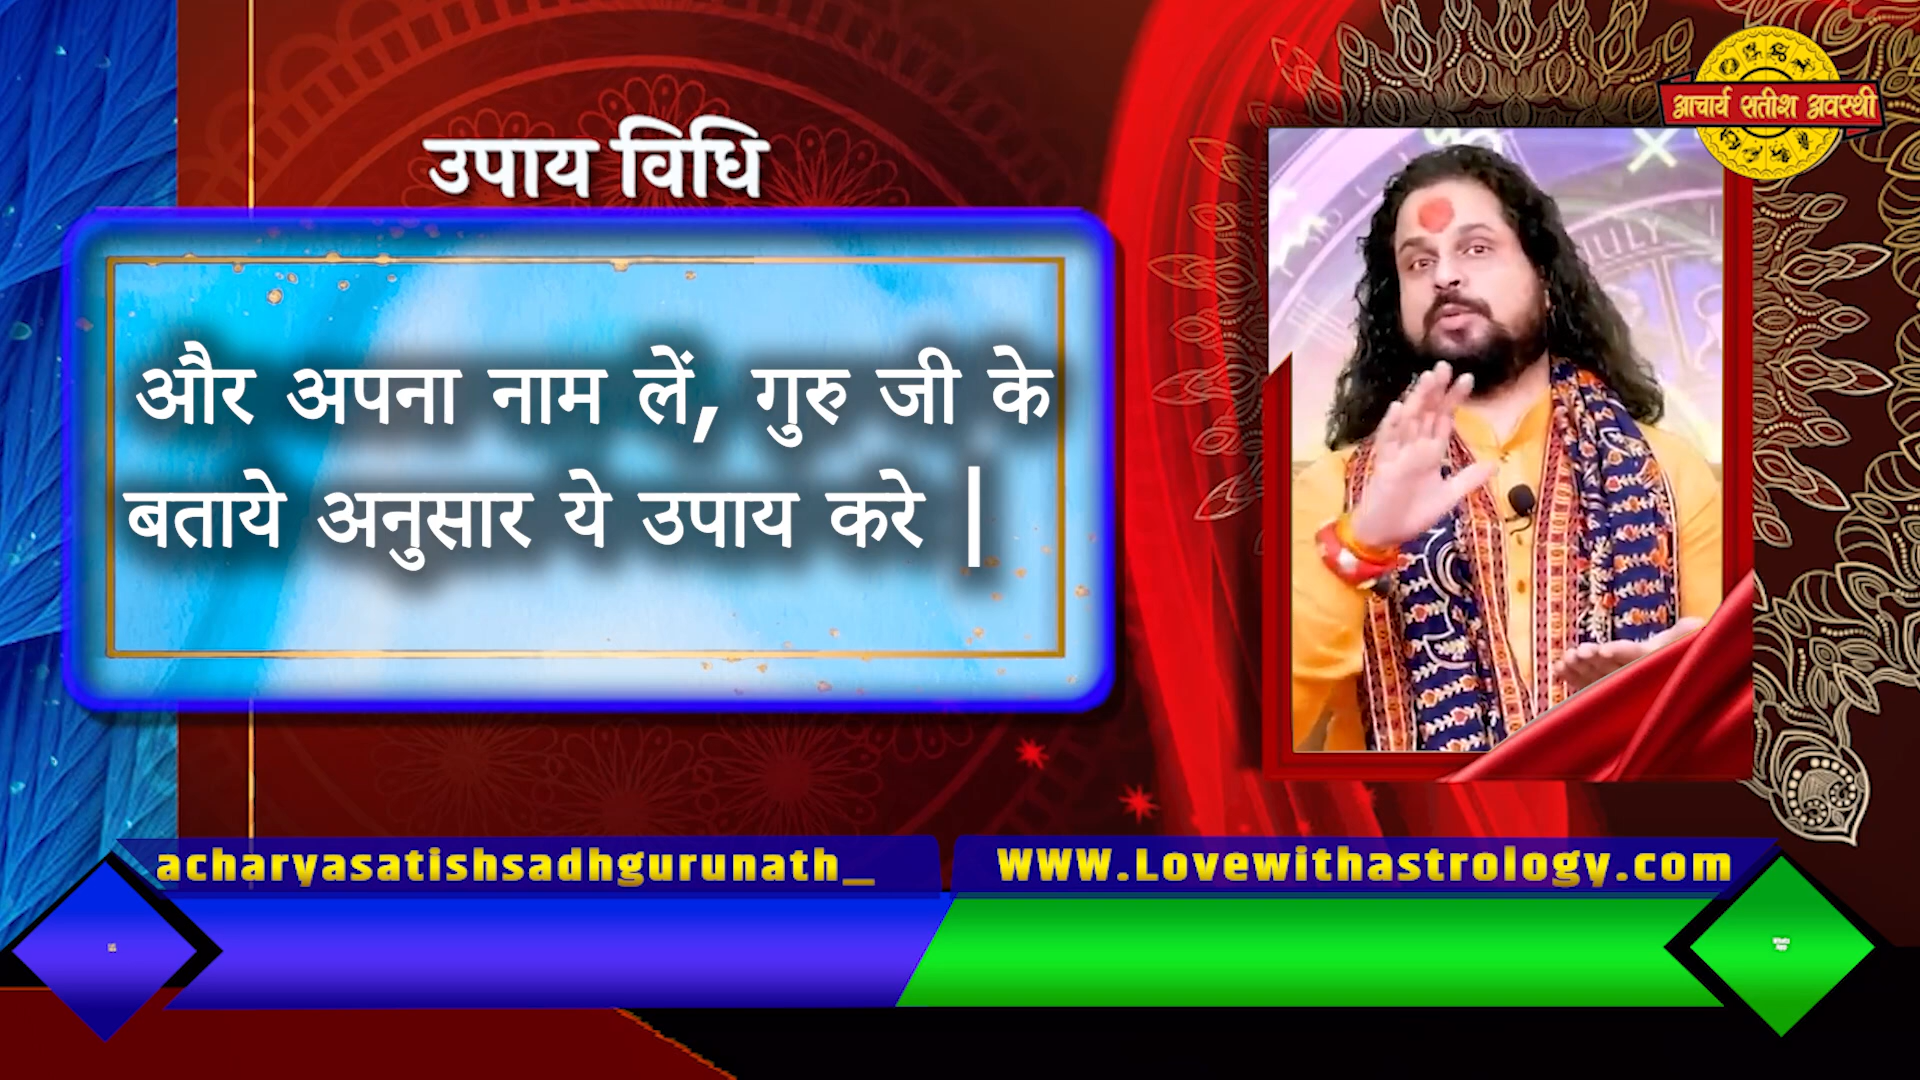 आचार्य सतीश अवस्थी
उपाय विधि
और अपना नाम लें, गुरु जी के
बताये अनुसार ये उपाय करे |
acharyasatishsadhgurunath_
WWW.Lovewithastrology.com